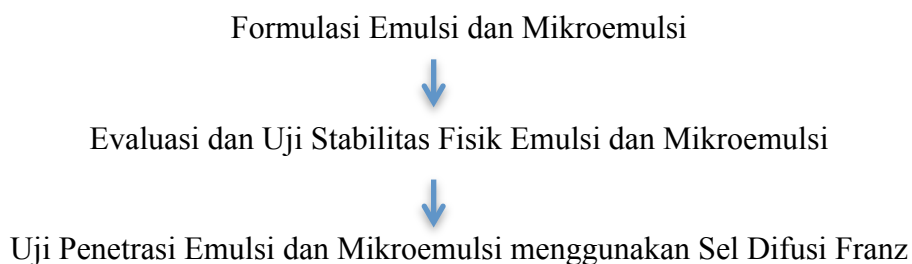 Formulasi Emulsi dan Mikroemulsi
Evaluasi dan Uji Stabilitas Fisik Emulsi dan Mikroemulsi
Uji Penetrasi Emulsi dan Mikroemulsi menggunakan Sel Difusi Franz